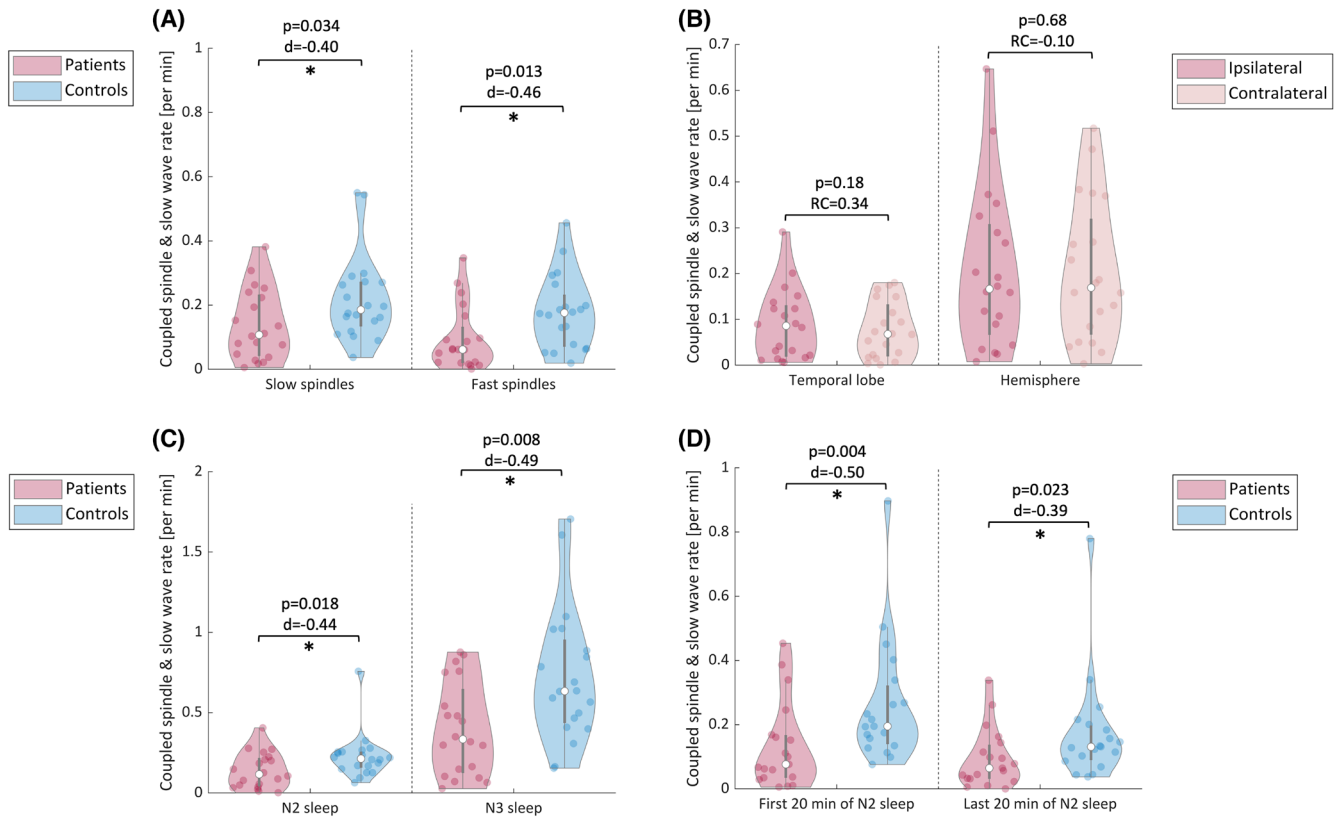 (A)
Patients
Controls
Coupled spindle & slow wave rate [per min]
1
0.8
0.6
0.4
0.2
0
p=0.034
d=-0.40
*
p=0.013
d=-0.46
*
Slow spindles
Fast spindles
(B)
Ipsilateral
Contralateral
Coupled spindle & slow wave rate [per min]
0.7
0.6
0.5
0.4
0.3
0.2
0.1
0
p=0.18
RC=0.34
p=0.68
RC=-0.10
Temporal lobe
Hemisphere
(C)
Patients
Controls
Coupled spindle & slow wave rate [per min]
2
1.5
1
0.5
0
p=0.018
d=-0.44
*
p=0.008
d=-0.49
*
N2 sleep
N3 sleep
(D)
Patients
Controls
Coupled spindle & slow wave rate [per min]
1
0.8
0.6
0.4
0.2
0
p=0.004
d=-0.50
*
p=0.023
d=-0.39
*
First 20 min of N2 sleep
Last 20 min of N2 sleep